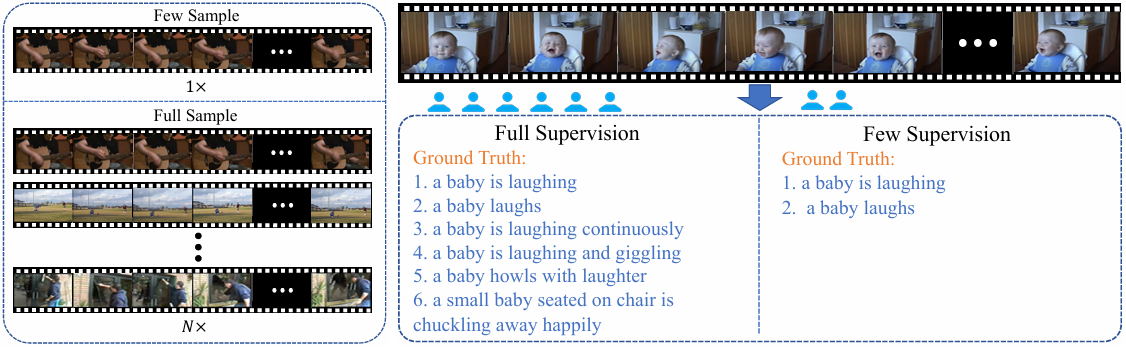 Few Sample
1×
Full Sample
N×
Full Supervision
Ground Truth:
1. a baby is laughing
2. a baby laughs
3. a baby is laughing continuously
4. a baby is laughing and giggling
5. a baby howls with laughter
6. a small baby seated on chair is
chuckling away happily
Few Supervision
Ground Truth:
1. a baby is laughing
2. a baby laughs